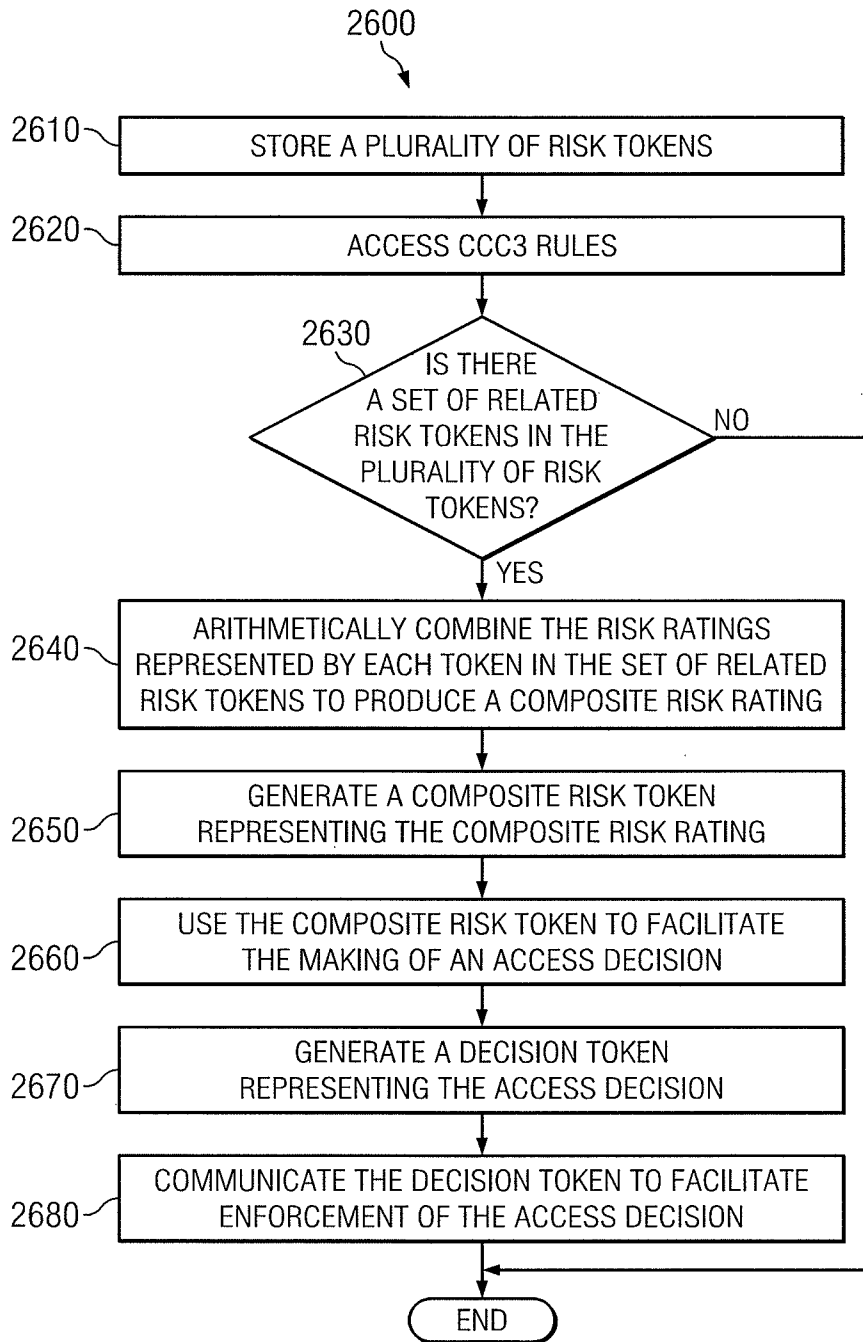 2600
2610
STORE A PLURALITY OF RISK TOKENS
2620
ACCESS CCC3 RULES
2630
IS THERE
A SET OF RELATED
RISK TOKENS IN THE
PLURALITY OF RISK
TOKENS?
NO
YES
2640
ARITHMETICALLY COMBINE THE RISK RATINGS
REPRESENTED BY EACH TOKEN IN THE SET OF RELATED
RISK TOKENS TO PRODUCE A COMPOSITE RISK RATING
2650
GENERATE A COMPOSITE RISK TOKEN
REPRESENTING THE COMPOSITE RISK RATING
2660
USE THE COMPOSITE RISK TOKEN TO FACILITATE
THE MAKING OF AN ACCESS DECISION
2670
GENERATE A DECISION TOKEN
REPRESENTING THE ACCESS DECISION
2680
COMMUNICATE THE DECISION TOKEN TO FACILITATE
ENFORCEMENT OF THE ACCESS DECISION
END